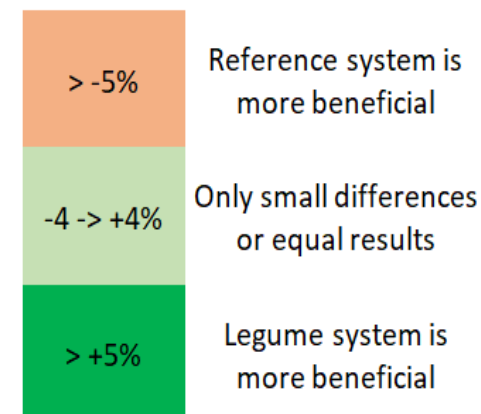 > -5%
Reference system is
more beneficial
-4 -> +4%
Only small differences
or equal results
> +5%
Legume system is
more beneficial